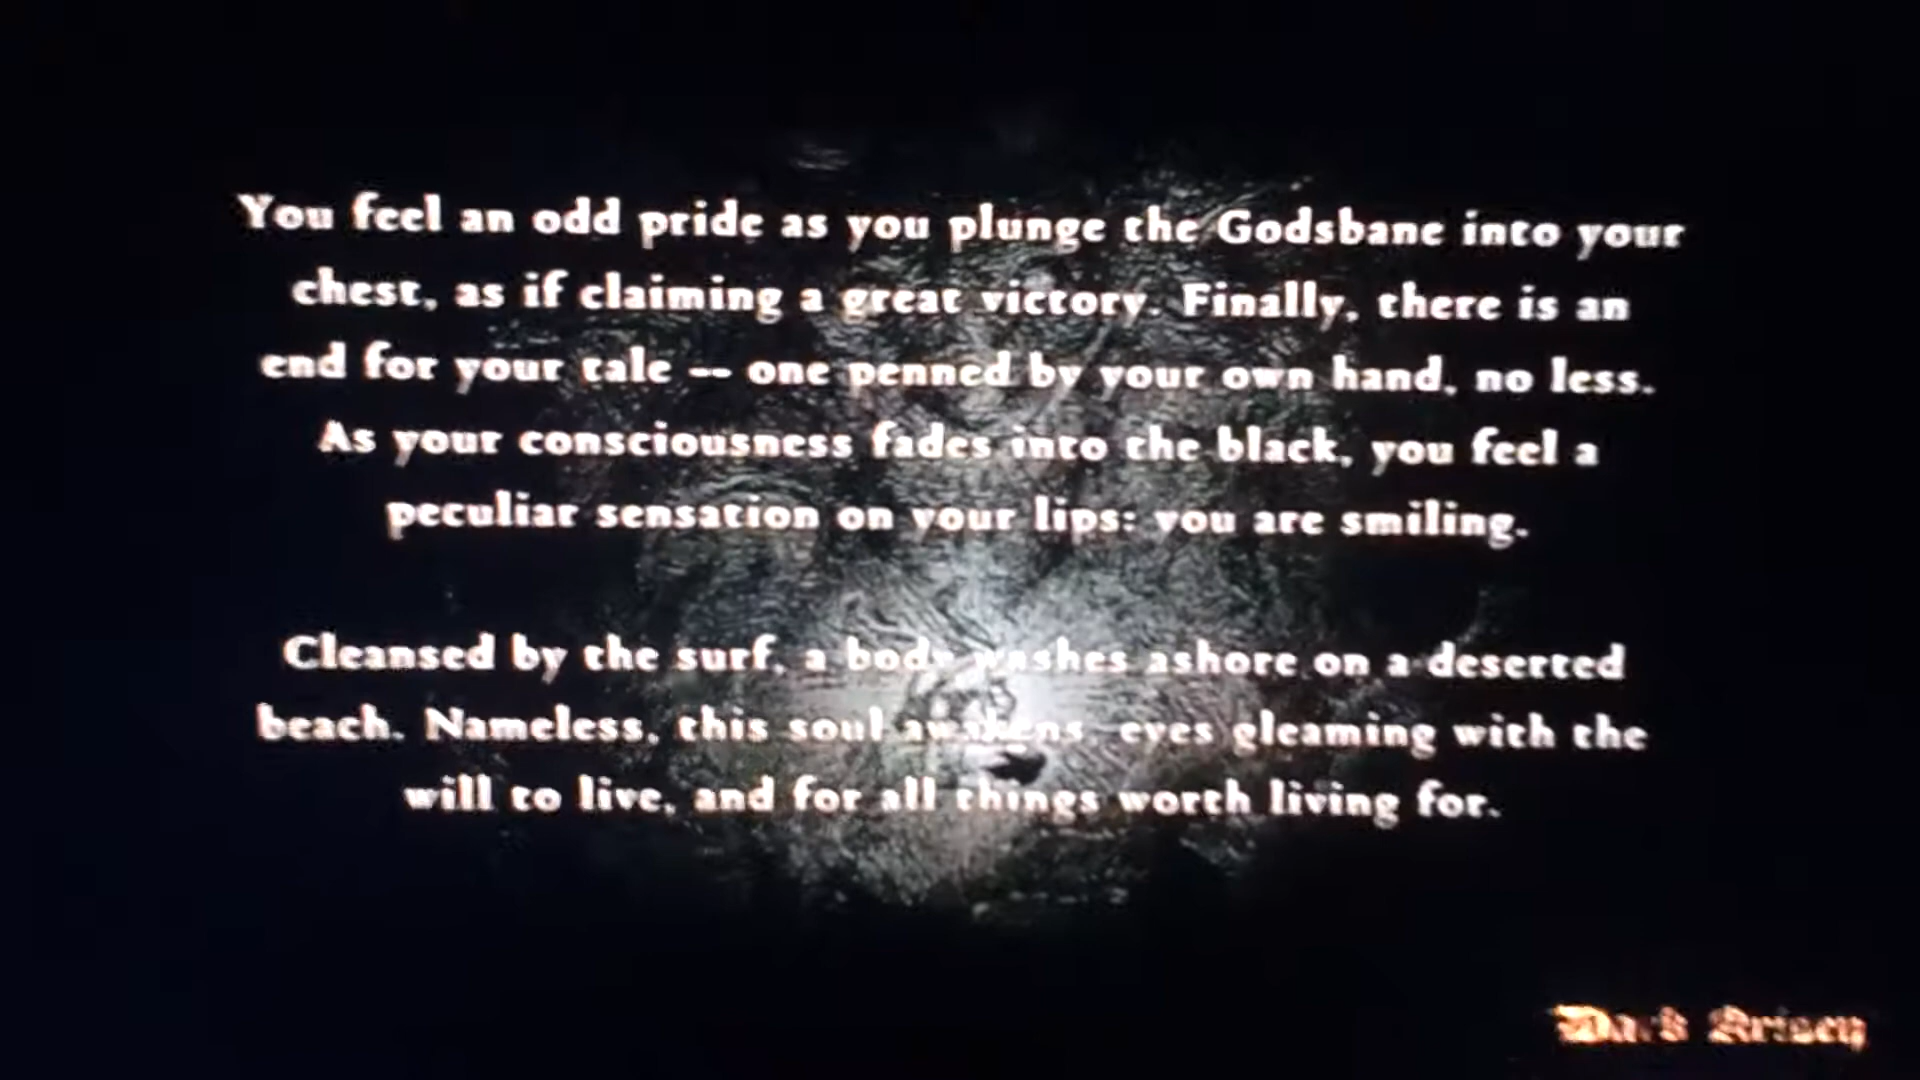 You feel an odd pride as you plunge the Godsbane into your
chest, as if claiming a great victory. Finally, there is an
end for your tale -- one penned by your own hand, no less.
As your consciousness fades into the black, you feel a
peculiar sensation on your lips: you are smiling.
Cleansed by the surf, a body washes ashore on a deserted
beach. Nameless, this soul awakens, eyes gleaming with the
will to live, and for all things worth living for.
Dark Arisen